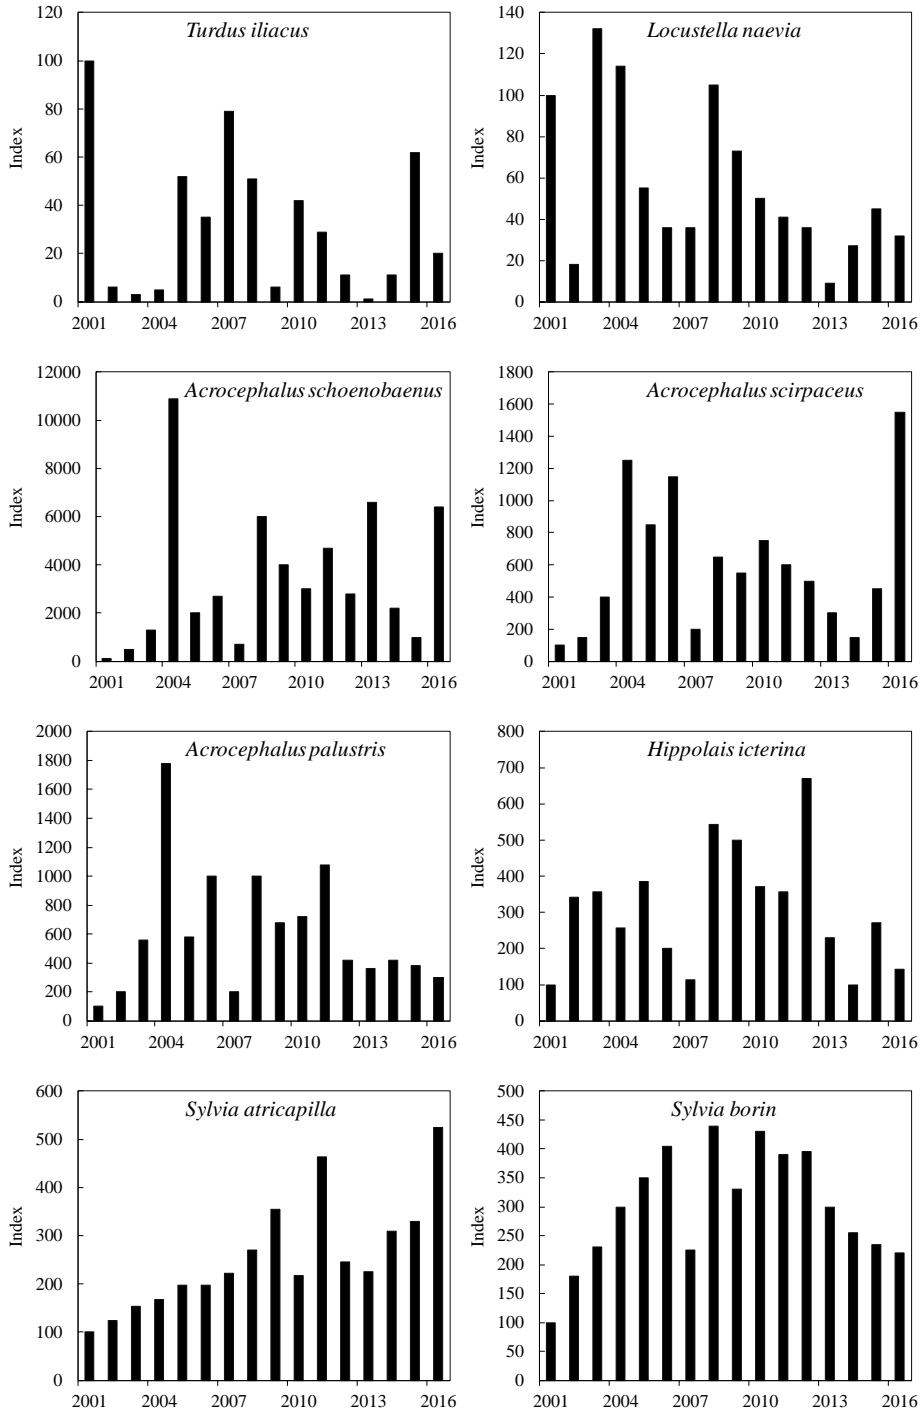 Turdus iliacus
Index
120
100
80
60
40
20
0
2001 2004 2007 2010 2013 2016
Locustella naevia
Index
140
120
100
80
60
40
20
0
2001 2004 2007 2010 2013 2016
Acrocephalus schoenobaenus
Index
12000
10000
8000
6000
4000
2000
0
2001 2004 2007 2010 2013 2016
Acrocephalus scirpaceus
Index
1800
1600
1400
1200
1000
800
600
400
200
0
2001 2004 2007 2010 2013 2016
Acrocephalus palustris
Index
2000
1800
1600
1400
1200
1000
800
600
400
200
0
2001 2004 2007 2010 2013 2016
Hippolais icterina
Index
800
700
600
500
400
300
200
100
0
2001 2004 2007 2010 2013 2016
Sylvia atricapilla
Index
600
500
400
300
200
100
0
2001 2004 2007 2010 2013 2016
Sylvia borin
Index
500
450
400
350
300
250
200
150
100
50
0
2001 2004 2007 2010 2013 2016